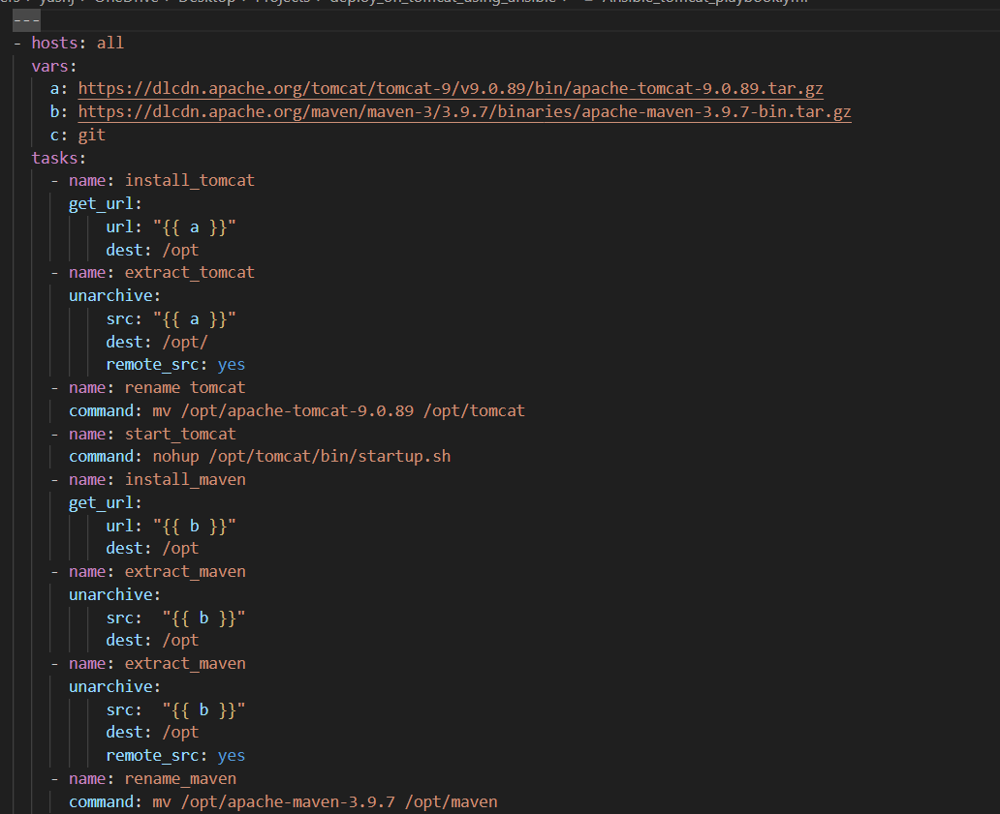 OneDrive > Desktop > Projects > deploy_on_tomcat_using_ansible >
---
- hosts: all
  vars:
    a: https://dlcdn.apache.org/tomcat/tomcat-9/v9.0.89/bin/apache-tomcat-9.0.89.tar.gz
    b: https://dlcdn.apache.org/maven/maven-3/3.9.7/binaries/apache-maven-3.9.7-bin.tar.gz
    c: git
  tasks:
    - name: install_tomcat
      get_url:
          url: "{{ a }}"
          dest: /opt
    - name: extract_tomcat
      unarchive:
          src: "{{ a }}"
          dest: /opt/
          remote_src: yes
    - name: rename tomcat
      command: mv /opt/apache-tomcat-9.0.89 /opt/tomcat
    - name: start_tomcat
      command: nohup /opt/tomcat/bin/startup.sh
    - name: install_maven
      get_url:
          url: "{{ b }}"
          dest: /opt
    - name: extract_maven
      unarchive:
          src:  "{{ b }}"
          dest: /opt
    - name: extract_maven
      unarchive:
          src:  "{{ b }}"
          dest: /opt
          remote_src: yes
    - name: rename_maven
      command: mv /opt/apache-maven-3.9.7 /opt/maven